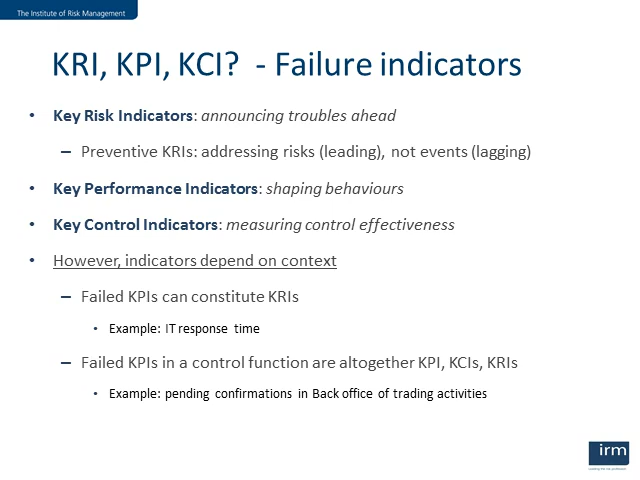 The Institute of Risk Management
KRI, KPI, KCI?  - Failure indicators
• Key Risk Indicators: announcing troubles ahead
– Preventive KRIs: addressing risks (leading), not events (lagging)
• Key Performance Indicators: shaping behaviours
• Key Control Indicators: measuring control effectiveness
• However, indicators depend on context
– Failed KPIs can constitute KRIs
• Example: IT response time
– Failed KPIs in a control function are altogether KPI, KCIs, KRIs
• Example: pending confirmations in Back office of trading activities
irm